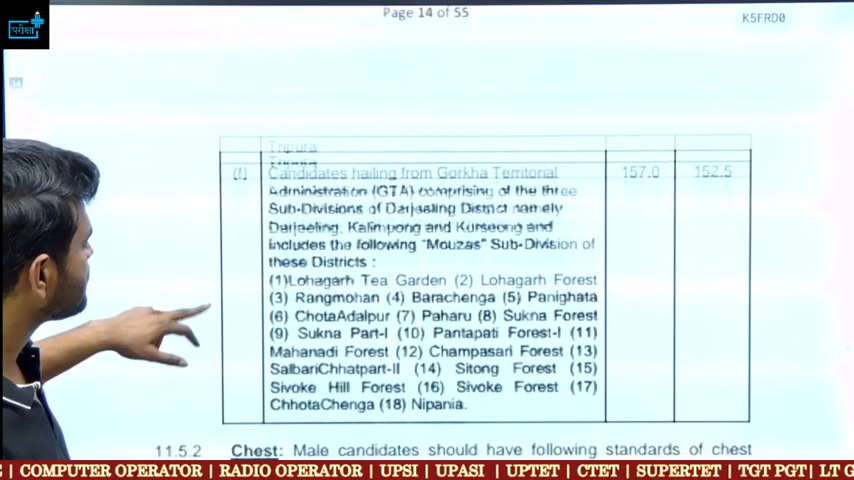 परीक्षा
Page 14 of 55
K5FRD0
14
Tripura
(f) Candidates hailing from Gorkha Territorial 157.0 152.5
Administration (GTA) comprising of the three
Sub-Divisions of Darjeeling District namely
Darjeeling, Kalimpong and Kurseong and
includes the following "Mouzas" Sub-Division of
these Districts :
(1)Lohagarh Tea Garden (2) Lohagarh Forest
(3) Rangmohan (4) Barachenga (5) Panighata
(6) ChotaAdalpur (7) Paharu (8) Sukna Forest
(9) Sukna Part-I (10) Pantapati Forest-I (11)
Mahanadi Forest (12) Champasari Forest (13)
SalbariChhatpart-II (14) Sitong Forest (15)
Sivoke Hill Forest (16) Sivoke Forest (17)
ChhotaChenga (18) Nipania.
11.5.2 Chest: Male candidates should have following standards of chest
| COMPUTER OPERATOR | RADIO OPERATOR | UPSI | UPASI | UPTET | CTET | SUPERTET | TGT PGT| LT G